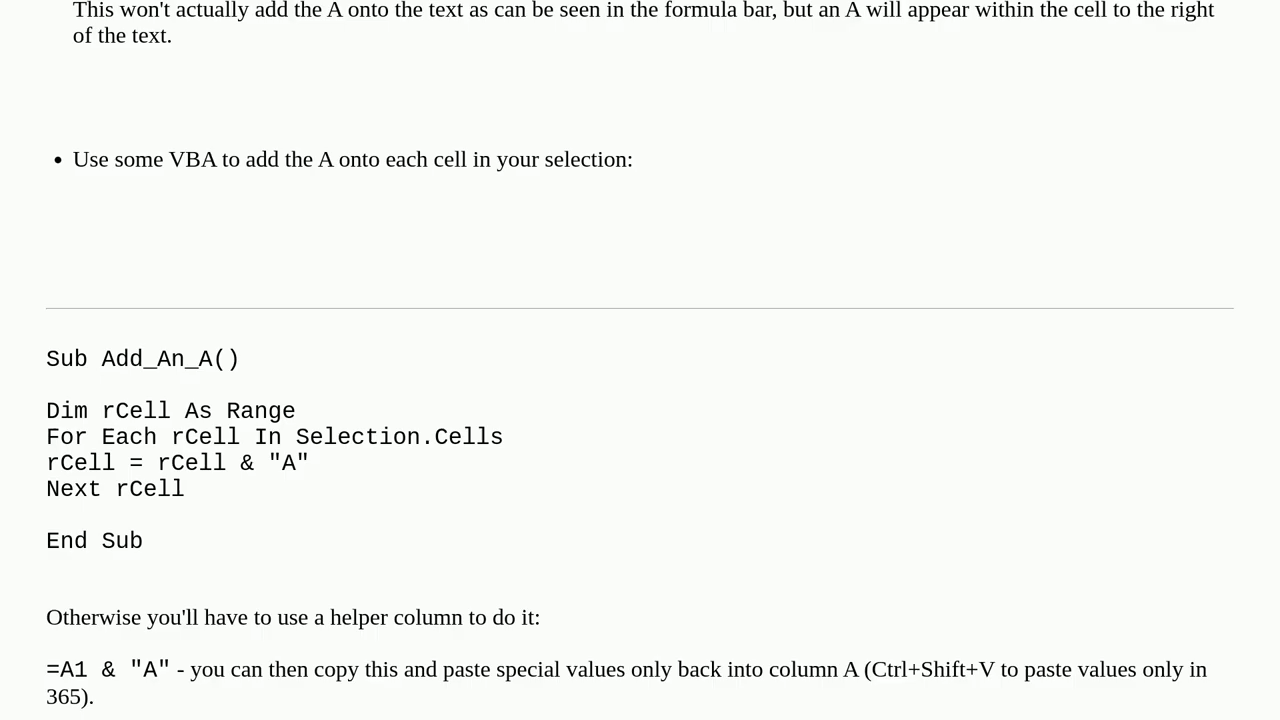 This won't actually add the A onto the text as can be seen in the formula bar, but an A will appear within the cell to the right
of the text.
• Use some VBA to add the A onto each cell in your selection:
Sub Add_An_A()
Dim rCell As Range
For Each rCell In Selection.Cells
rCell = rCell & "A"
Next rCell
End Sub
Otherwise you'll have to use a helper column to do it:
=A1 & "A" - you can then copy this and paste special values only back into column A (Ctrl+Shift+V to paste values only in
365).